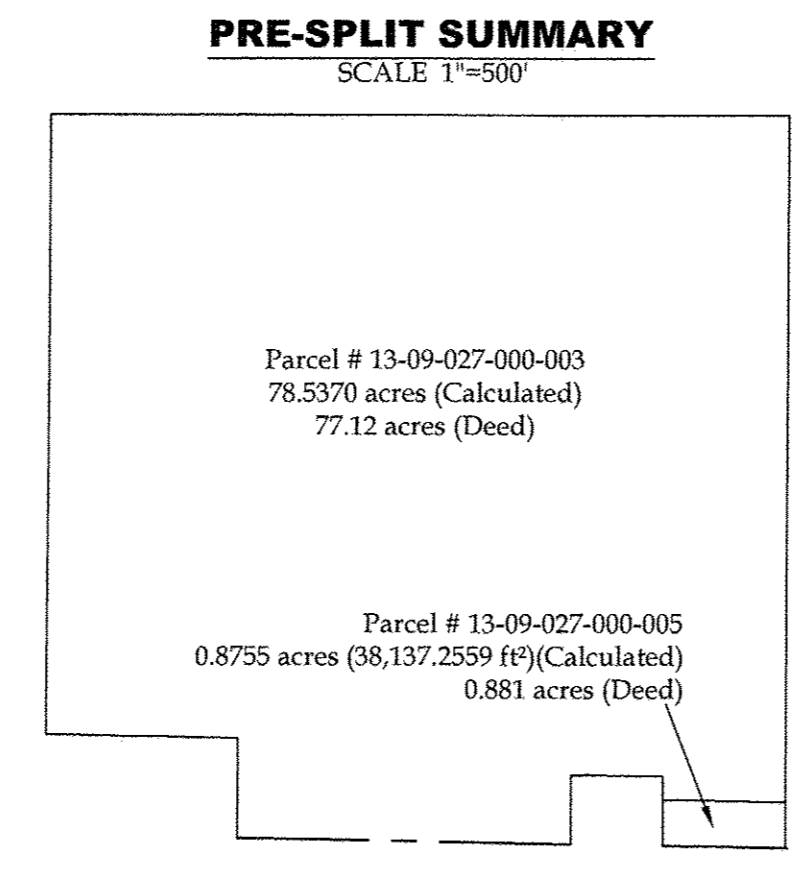 PRE-SPLIT SUMMARY
SCALE 1"=500'
Parcel # 13-09-027-000-003
78.5370 acres (Calculated)
77.12 acres (Deed)
Parcel # 13-09-027-000-005
0.8755 acres (38,137.2559 ft²)(Calculated)
0.881 acres (Deed)